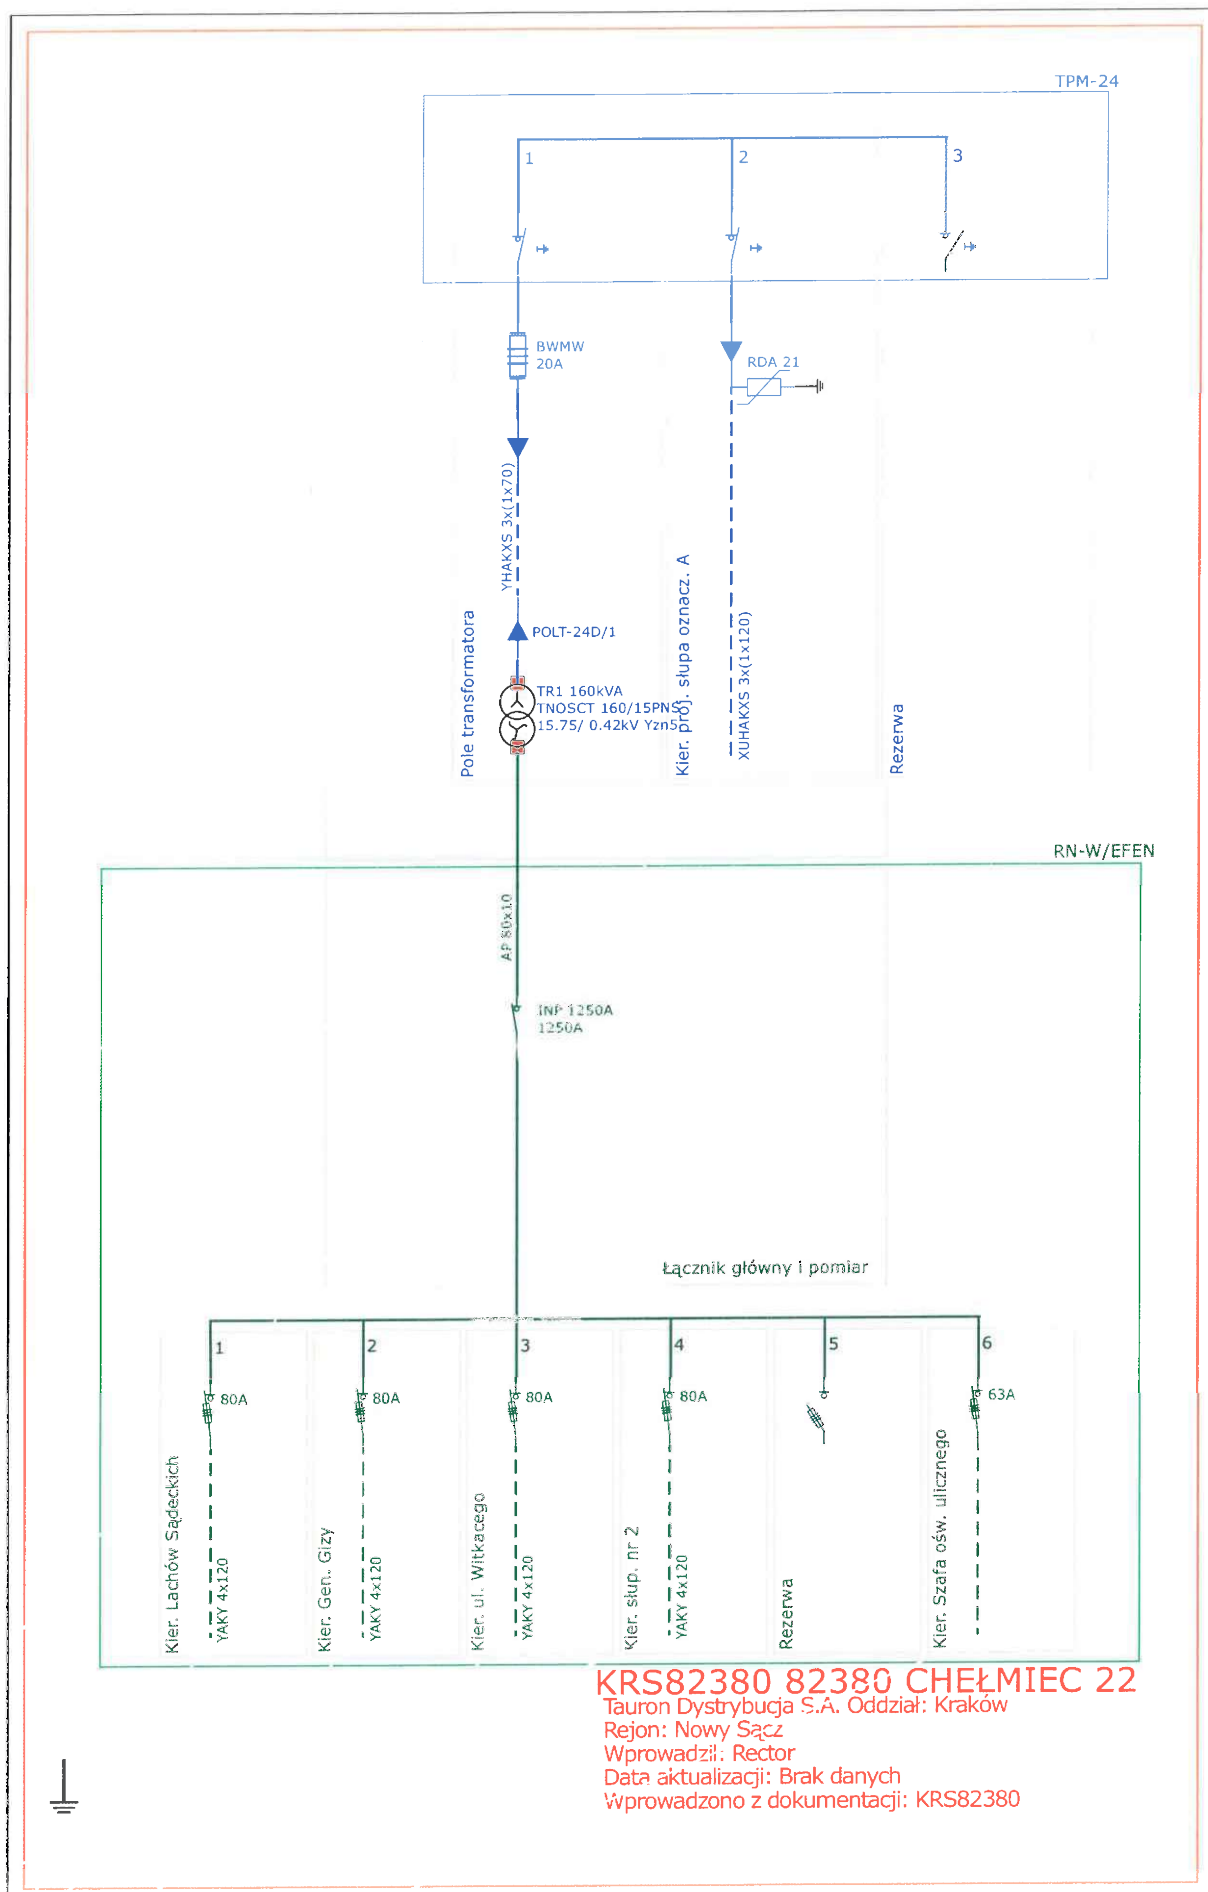 TPM-24
1
2
3
BWMW
20A
RDA 21
YHAKXS 3x(1x70)
Pole transformatora
POLT-24D/1
TR1 160kVA
TNOSCT 160/15PNS
15.75/ 0.42kV Yzn5
Kier. proj. słupa oznacz. A
XUHAKXS 3x(1x120)
Rezerwa
RN-W/EFEN
AP 80x10
INP 1250A
1250A
Łącznik główny i pomiar
1
2
3
4
5
6
80A
80A
80A
80A
63A
Kier. Lachów Sądeckich
YAKY 4x120
Kier. Gen. Gizy
YAKY 4x120
Kier. ul. Witkacego
YAKY 4x120
Kier. słup. nr 2
YAKY 4x120
Rezerwa
Kier. Szafa ośw. ulicznego
KRS82380 82380 CHEŁMIEC 22
Tauron Dystrybucja S.A. Oddział: Kraków
Rejon: Nowy Sącz
Wprowadził: Rector
Data aktualizacji: Brak danych
Wprowadzono z dokumentacji: KRS82380